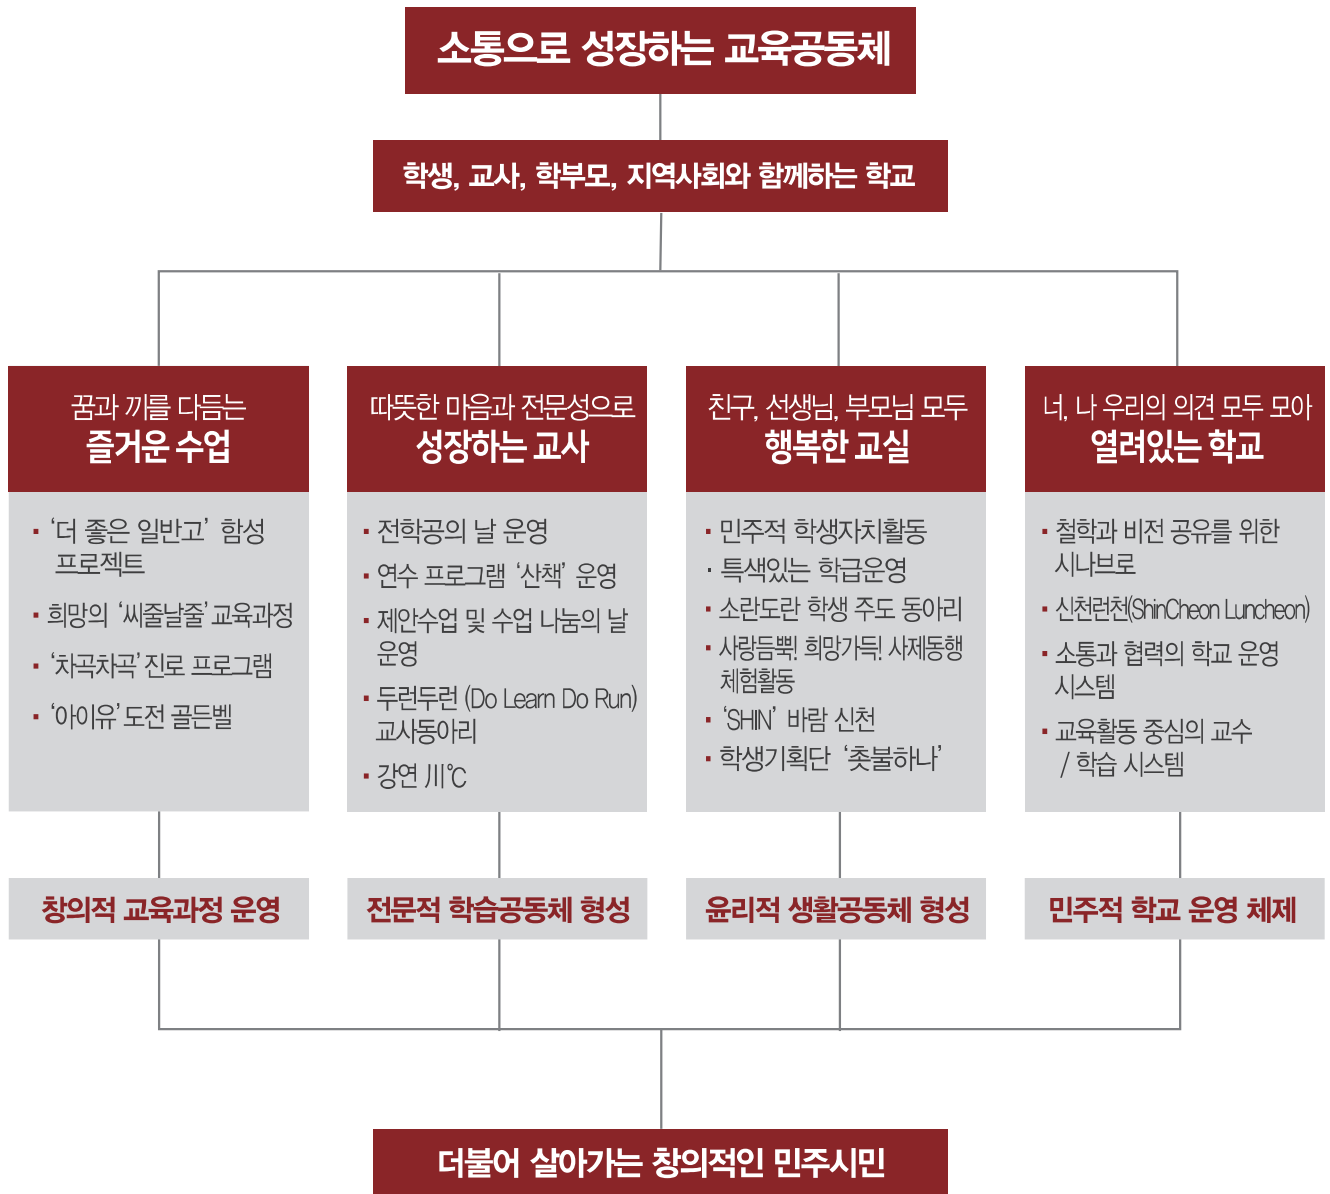 소통으로 성장하는 교육공동체
학생, 교사, 학부모, 지역사회와 함께하는 학교
꿈과 끼를 다듬는
즐거운 수업
▪ ‘더 좋은 일반고’ 함성
프로젝트
▪ 희망의 ‘씨줄날줄’ 교육과정
▪ ‘차곡차곡’ 진로 프로그램
▪ ‘아이유’ 도전 골든벨
창의적 교육과정 운영
따뜻한 마음과 전문성으로
성장하는 교사
▪ 전학공의 날 운영
▪ 연수 프로그램 ‘산책’ 운영
▪ 제안수업 및 수업 나눔의 날
운영
▪ 두런두런 (Do Learn Do Run)
교사동아리
▪ 강연 川℃
전문적 학습공동체 형성
친구, 선생님, 부모님 모두
행복한 교실
▪ 민주적 학생자치활동
· 특색있는 학급운영
▪ 소란도란 학생 주도 동아리
▪ 사랑듬뿍! 희망가득! 사제동행
체험활동
▪ ‘SHIN’ 바람 신천
▪ 학생기획단 ‘촛불하나’
윤리적 생활공동체 형성
너, 나 우리의 의견 모두 모아
열려있는 학교
▪ 철학과 비전 공유를 위한
시나브로
▪ 신천런천(ShinCheon Luncheon)
▪ 소통과 협력의 학교 운영
시스템
▪ 교육활동 중심의 교수
/ 학습 시스템
민주적 학교 운영 체제
더불어 살아가는 창의적인 민주시민